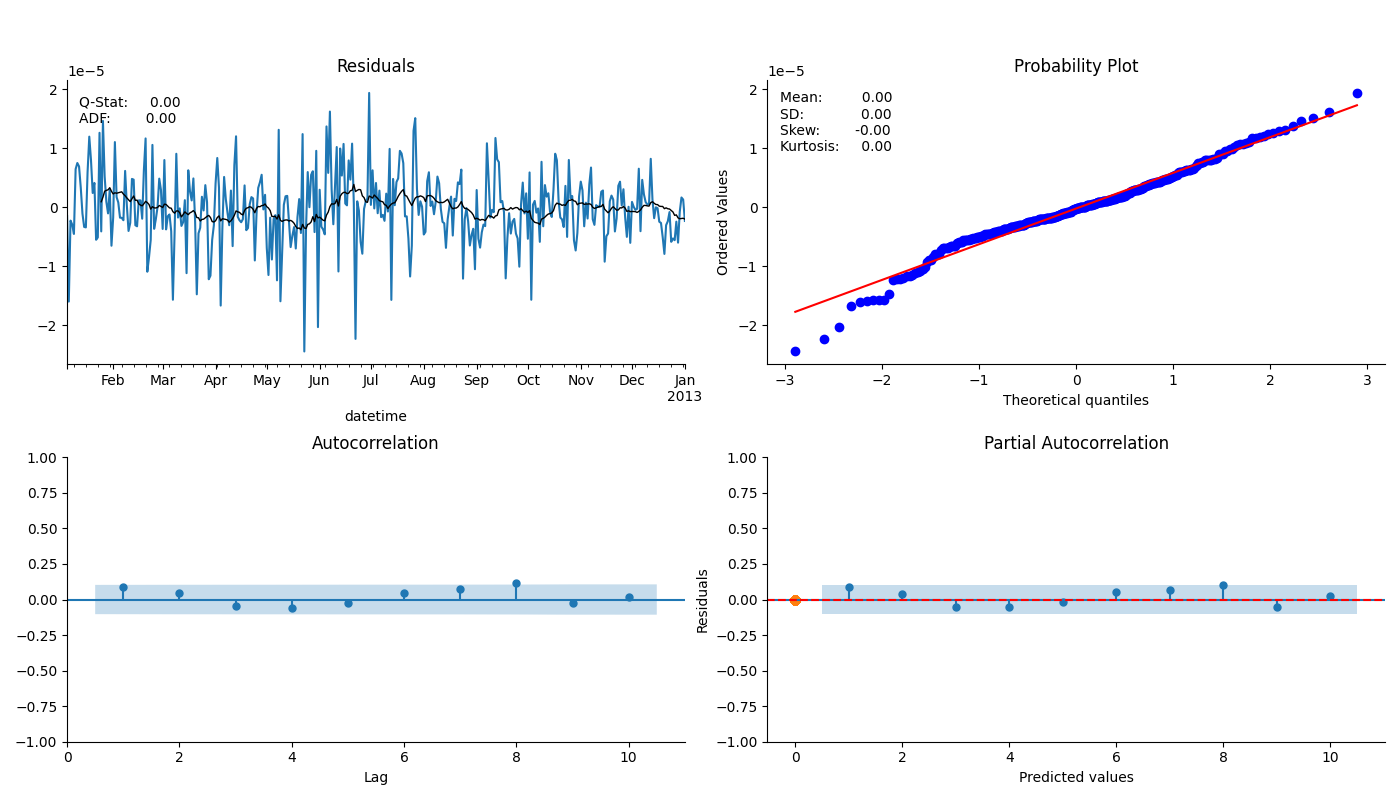 Residuals
1e−5
Q-Stat: 0.00
ADF: 0.00
2
1
0
−1
−2
Feb Mar Apr May Jun Jul Aug Sep Oct Nov Dec Jan
2013
datetime
Probability Plot
1e−5
Mean: 0.00
SD: 0.00
Skew: -0.00
Kurtosis: 0.00
Ordered Values
2
1
0
−1
−2
−3 −2 −1 0 1 2 3
Theoretical quantiles
Autocorrelation
1.00
0.75
0.50
0.25
0.00
−0.25
−0.50
−0.75
−1.00
0 2 4 6 8 10
Lag
Partial Autocorrelation
Residuals
1.00
0.75
0.50
0.25
0.00
−0.25
−0.50
−0.75
−1.00
0 2 4 6 8 10
Predicted values